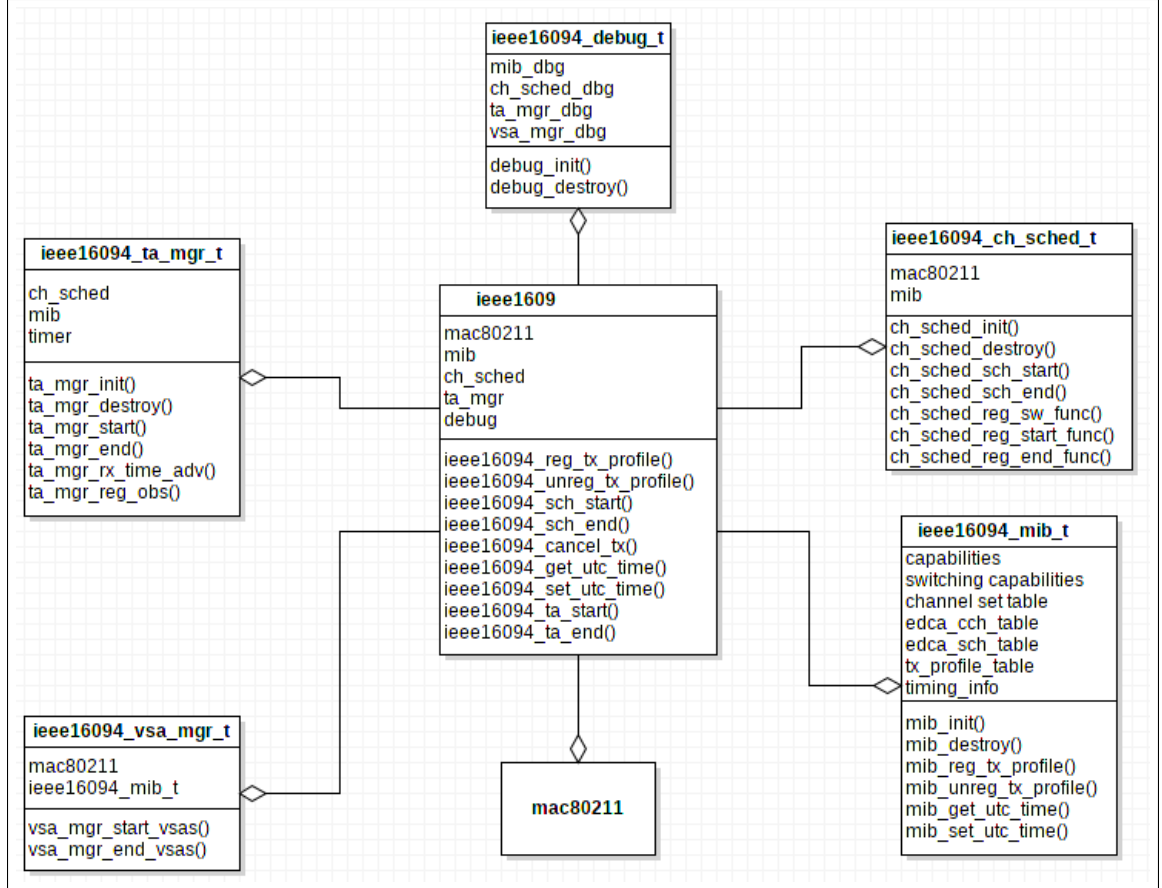 ieee16094_debug_t
mib_dbg
ch_sched_dbg
ta_mgr_dbg
vsa_mgr_dbg
debug_init()
debug_destroy()
ieee16094_ta_mgr_t
ch_sched
mib
timer
ta_mgr_init()
ta_mgr_destroy()
ta_mgr_start()
ta_mgr_end()
ta_mgr_rx_time_adv()
ta_mgr_reg_obs()
ieee1609
mac80211
mib
ch_sched
ta_mgr
debug
ieee16094_reg_tx_profile()
ieee16094_unreg_tx_profile()
ieee16094_sch_start()
ieee16094_sch_end()
ieee16094_cancel_tx()
ieee16094_get_utc_time()
ieee16094_set_utc_time()
ieee16094_ta_start()
ieee16094_ta_end()
ieee16094_ch_sched_t
mac80211
mib
ch_sched_init()
ch_sched_destroy()
ch_sched_sch_start()
ch_sched_sch_end()
ch_sched_reg_sw_func()
ch_sched_reg_start_func()
ch_sched_reg_end_func()
ieee16094_mib_t
capabilities
switching capabilities
channel set table
edca_cch_table
edca_sch_table
tx_profile_table
timing_info
mib_init()
mib_destroy()
mib_reg_tx_profile()
mib_unreg_tx_profile()
mib_get_utc_time()
mib_set_utc_time()
ieee16094_vsa_mgr_t
mac80211
ieee16094_mib_t
vsa_mgr_start_vsas()
vsa_mgr_end_vsas()
mac80211